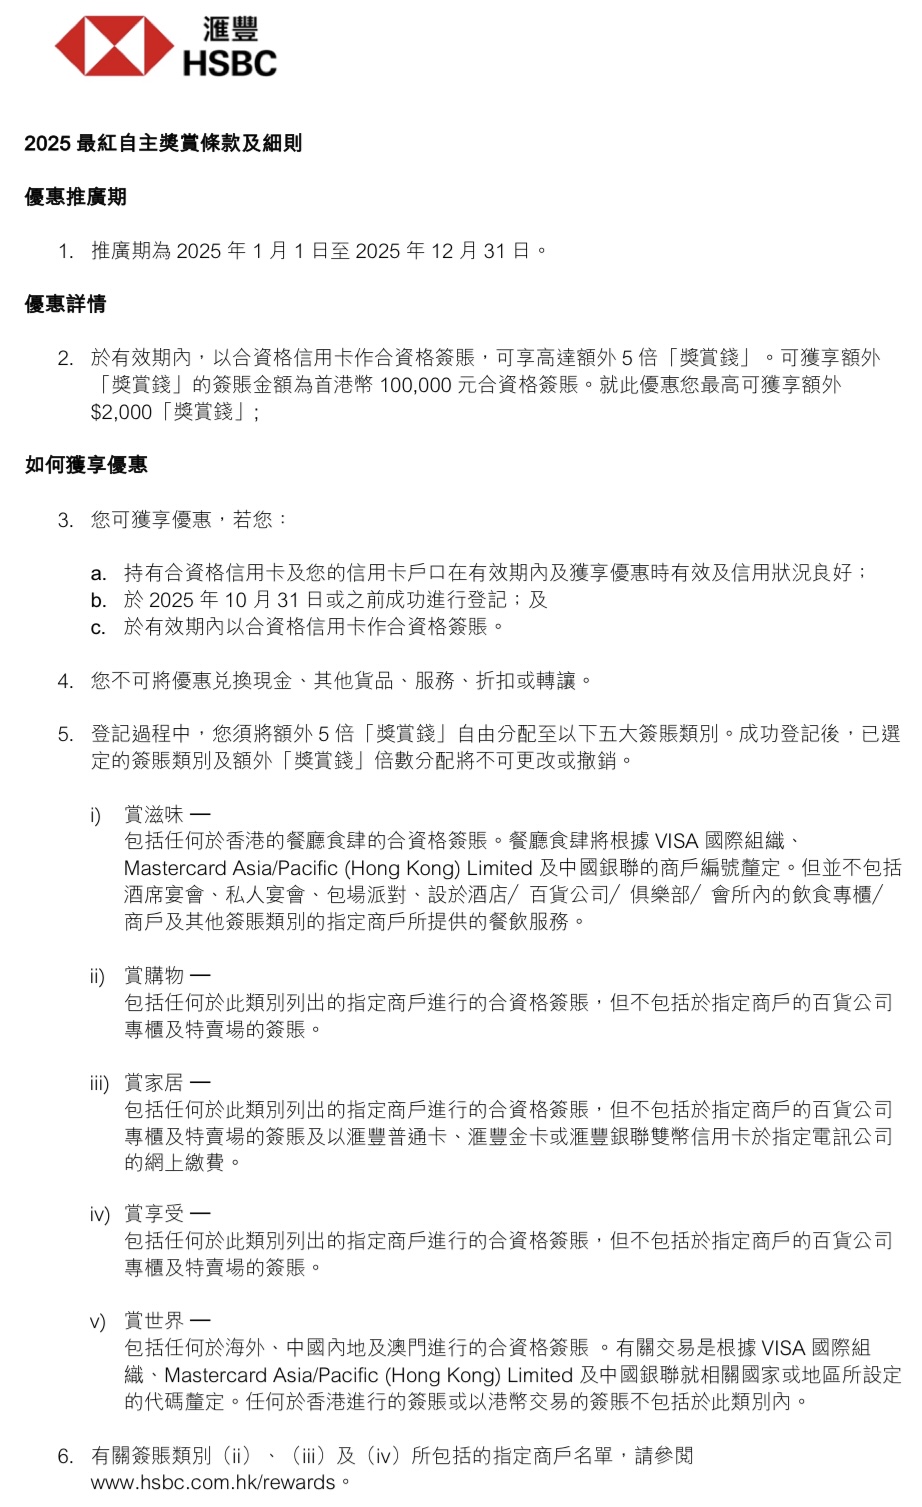 滙豐
HSBC
2025 最紅自主獎賞條款及細則
優惠推廣期
1. 推廣期為 2025 年 1 月 1 日至 2025 年 12 月 31 日。
優惠詳情
2. 於有效期內，以合資格信用卡作合資格簽賬，可享高達額外 5 倍「獎賞錢」。可獲享額外
「獎賞錢」的簽賬金額為首港幣 100,000 元合資格簽賬。就此優惠您最高可獲享額外
$2,000「獎賞錢」;
如何獲享優惠
3. 您可獲享優惠，若您：
a. 持有合資格信用卡及您的信用卡戶口在有效期內及獲享優惠時有效及信用狀況良好；
b. 於 2025 年 10 月 31 日或之前成功進行登記；及
c. 於有效期內以合資格信用卡作合資格簽賬。
4. 您不可將優惠兌換現金、其他貨品、服務、折扣或轉讓。
5. 登記過程中，您須將額外 5 倍「獎賞錢」自由分配至以下五大簽賬類別。成功登記後，已選
定的簽賬類別及額外「獎賞錢」倍數分配將不可更改或撤銷。
i) 賞滋味 —
包括任何於香港的餐廳食肆的合資格簽賬。餐廳食肆將根據 VISA 國際組織、
Mastercard Asia/Pacific (Hong Kong) Limited 及中國銀聯的商戶編號釐定。但並不包括
酒席宴會、私人宴會、包場派對、設於酒店/ 百貨公司/ 俱樂部/ 會所內的飲食專櫃/
商戶及其他簽賬類別的指定商戶所提供的餐飲服務。
ii) 賞購物 —
包括任何於此類別列出的指定商戶進行的合資格簽賬，但不包括於指定商戶的百貨公司
專櫃及特賣場的簽賬。
iii) 賞家居 —
包括任何於此類別列出的指定商戶進行的合資格簽賬，但不包括於指定商戶的百貨公司
專櫃及特賣場的簽賬及以滙豐普通卡、滙豐金卡或滙豐銀聯雙幣信用卡於指定電訊公司
的網上繳費。
iv) 賞享受 —
包括任何於此類別列出的指定商戶進行的合資格簽賬，但不包括於指定商戶的百貨公司
專櫃及特賣場的簽賬。
v) 賞世界 —
包括任何於海外、中國內地及澳門進行的合資格簽賬 。有關交易是根據 VISA 國際組
織、Mastercard Asia/Pacific (Hong Kong) Limited 及中國銀聯就相關國家或地區所設定
的代碼釐定。任何於香港進行的簽賬或以港幣交易的簽賬不包括於此類別內。
6. 有關簽賬類別（ii）、（iii）及（iv）所包括的指定商戶名單，請參閱
www.hsbc.com.hk/rewards。